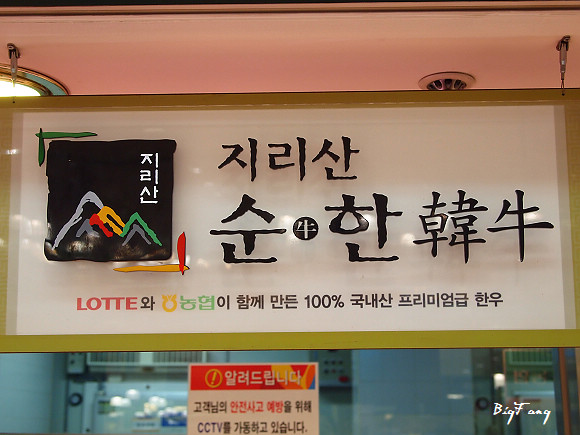 지리산
지리산
순牛한韓牛
LOTTE와 농협이 함께 만든 100% 국내산 프리미엄급 한우
알려드립니다
고객님의 안전사고 예방을 위해
CCTV를 가동하고 있습니다.
BigFang